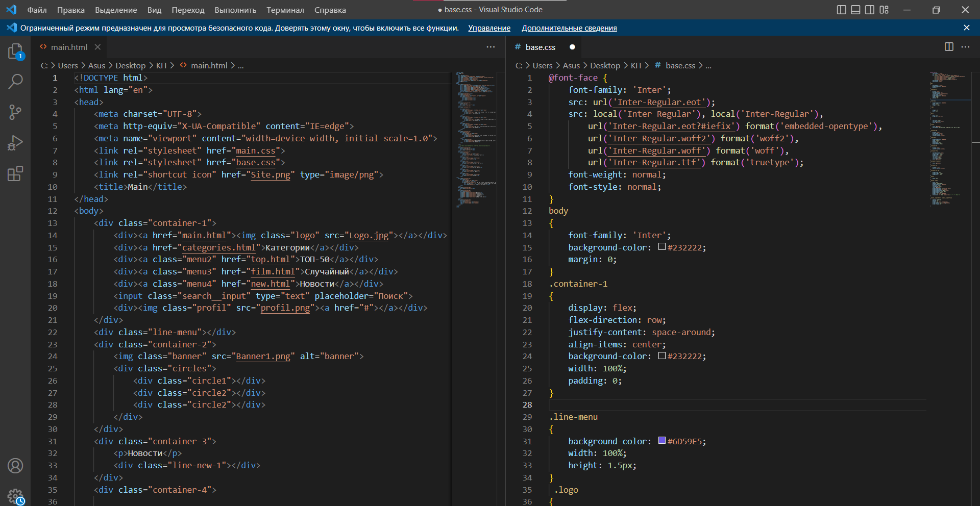 Файл Правка Выделение Вид Переход Выполнить Терминал Справка
● base.css - Visual Studio Code
Ограниченный режим предназначен для просмотра безопасного кода. Доверять этому окну, чтобы включить все функции. Управление Дополнительные сведения
1
main.html
C: > Users > Asus > Desktop > KIT > main.html > ...
1 <!DOCTYPE html>
2 <html lang="en">
3 <head>
4 <meta charset="UTF-8">
5 <meta http-equiv="X-UA-Compatible" content="IE=edge">
6 <meta name="viewport" content="width=device-width, initial-scale=1.0">
7 <link rel="stylesheet" href="main.css">
8 <link rel="stylesheet" href="base.css">
9 <link rel="shortcut icon" href="Site.png" type="image/png">
10 <title>Main</title>
11 </head>
12 <body>
13 <div class="container-1">
14 <div><a href="main.html"><img class="logo" src="Logo.jpg"></a></div>
15 <div><a href="categories.html">Категории</a></div>
16 <div><a class="menu2" href="top.html">ТОП-50</a></div>
17 <div><a class="menu3" href="film.html">Случайный</a></div>
18 <div><a class="menu4" href="new.html">Новости</a></div>
19 <input class="search__input" type="text" placeholder="Поиск">
20 <div><img class="profil" src="profil.png"><a href="#"></a></div>
21 </div>
22 <div class="line-menu"></div>
23 <div class="container-2">
24 <img class="banner" src="Banner1.png" alt="banner">
25 <div class="circles">
26 <div class="circle1"></div>
27 <div class="circle2"></div>
28 <div class="circle2"></div>
29 </div>
30 </div>
31 <div class="container-3">
32 <p>Новости</p>
33 <div class="line-new-1"></div>
34 </div>
35 <div class="container-4">
36
# base.css ●
C: > Users > Asus > Desktop > KIT > # base.css > ...
1 @font-face {
2 font-family: 'Inter';
3 src: url('Inter-Regular.eot');
4 src: local('Inter Regular'), local('Inter-Regular'),
5 url('Inter-Regular.eot?#iefix') format('embedded-opentype'),
6 url('Inter-Regular.woff2') format('woff2'),
7 url('Inter-Regular.woff') format('woff'),
8 url('Inter-Regular.ttf') format('truetype');
9 font-weight: normal;
10 font-style: normal;
11 }
12 body
13 {
14 font-family: 'Inter';
15 background-color: #232222;
16 margin: 0;
17 }
18 .container-1
19 {
20 display: flex;
21 flex-direction: row;
22 justify-content: space-around;
23 align-items: center;
24 background-color: #232222;
25 width: 100%;
26 padding: 0;
27 }
28
29 .line-menu
30 {
31 background-color: #6D59F5;
32 width: 100%;
33 height: 1.5px;
34 }
35 .logo
36 {